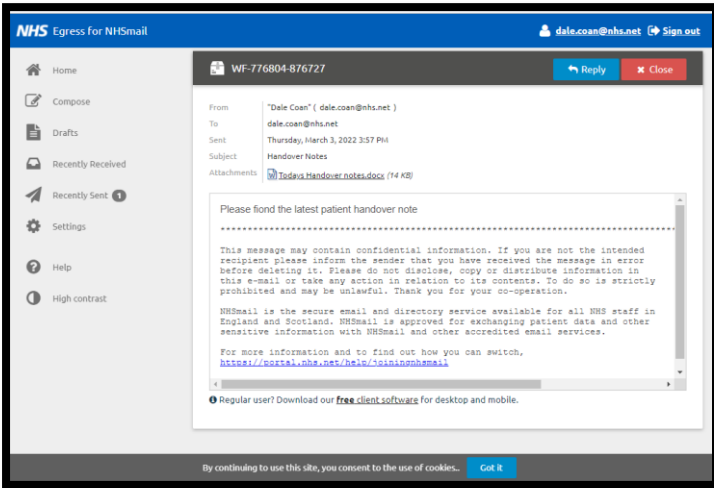 NHS Egress for NHSmail
dale.coan@nhs.net Sign out
Home
Compose
Drafts
Recently Received
Recently Sent 1
Settings
Help
High contrast
WF-776804-876727
Reply
Close
From "Dale Coan" ( dale.coan@nhs.net )
To dale.coan@nhs.net
Sent Thursday, March 3, 2022 3:57 PM
Subject Handover Notes
Attachments Todays Handover notes.docx (14 KB)
Please fiond the latest patient handover note
********************************************************************************
This message may contain confidential information. If you are not the intended
recipient please inform the sender that you have received the message in error
before deleting it. Please do not disclose, copy or distribute information in
this e-mail or take any action in relation to its contents. To do so is strictly
prohibited and may be unlawful. Thank you for your co-operation.
NHSmail is the secure email and directory service available for all NHS staff in
England and Scotland. NHSmail is approved for exchanging patient data and other
sensitive information with NHSmail and other accredited email services.
For more information and to find out how you can switch,
https://portal.nhs.net/help/joiningnhsmail
Regular user? Download our free client software for desktop and mobile.
By continuing to use this site, you consent to the use of cookies.. Got it